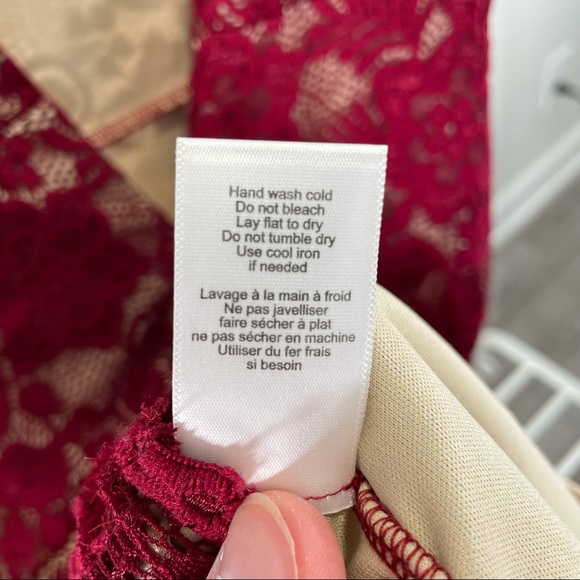 Hand wash cold
Do not bleach
Lay flat to dry
Do not tumble dry
Use cool iron
if needed
Lavage à la main à froid
Ne pas javelliser
faire sécher à plat
ne pas sécher en machine
Utiliser du fer frais
si besoin